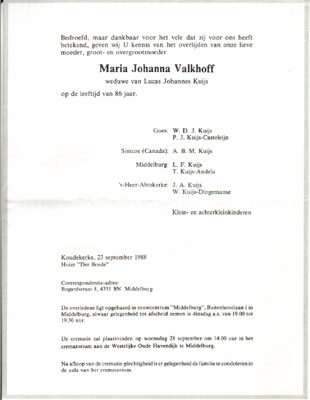 Bedroefd, maar dankbaar voor het vele dat zij voor ons heeft
betekend, geven wij U kennis van het overlijden van onze lieve
moeder, groot- en overgrootmoeder
Maria Johanna Valkhoff
weduwe van Lucas Johannes Kuijs
op de leeftijd van 86 jaar.
Goes: W. D. J. Kuijs
P. J. Kuijs-Casteleijn
Simcoe (Canada): A. B. M. Kuijs
Middelburg: L. F. Kuijs
T. Kuijs-Andela
's-Heer-Abtskerke: J. A. Kuijs
W. Kuijs-Dingemanse
Klein- en achterkleinkinderen
Koudekerke, 23 september 1988
Huize "Der Boede"
Correspondentie-adres:
Bogardstraat 8, 4331 BN Middelburg
De overledene ligt opgebaard in rouwcentrum "Middelburg", Buitenhovelaan 1 in
Middelburg, alwaar gelegenheid tot afscheid nemen is dinsdag a.s. van 19.00 tot
19.30 uur.
De crematie zal plaatsvinden op woensdag 28 september om 14.00 uur in het
crematorium aan de Westelijke Oude Havendijk te Middelburg.
Na afloop van de crematie-plechtigheid is er gelegenheid de familie te condoleren in
de aula van het crematorium.